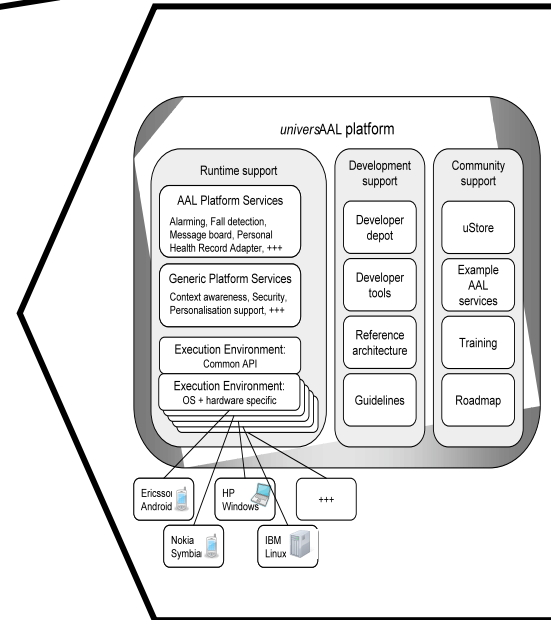 universAAL platform
Runtime support
AAL Platform Services
Alarming, Fall detection,
Message board, Personal
Health Record Adapter, +++
Generic Platform Services
Context awareness, Security,
Personalisation support, +++
Execution Environment:
Common API
Execution Environment:
OS + hardware specific
Development
support
Developer
depot
Developer
tools
Reference
architecture
Guidelines
Community
support
uStore
Example
AAL
services
Training
Roadmap
Ericsson
Android
HP
Windows
+++
Nokia
Symbian
IBM
Linux